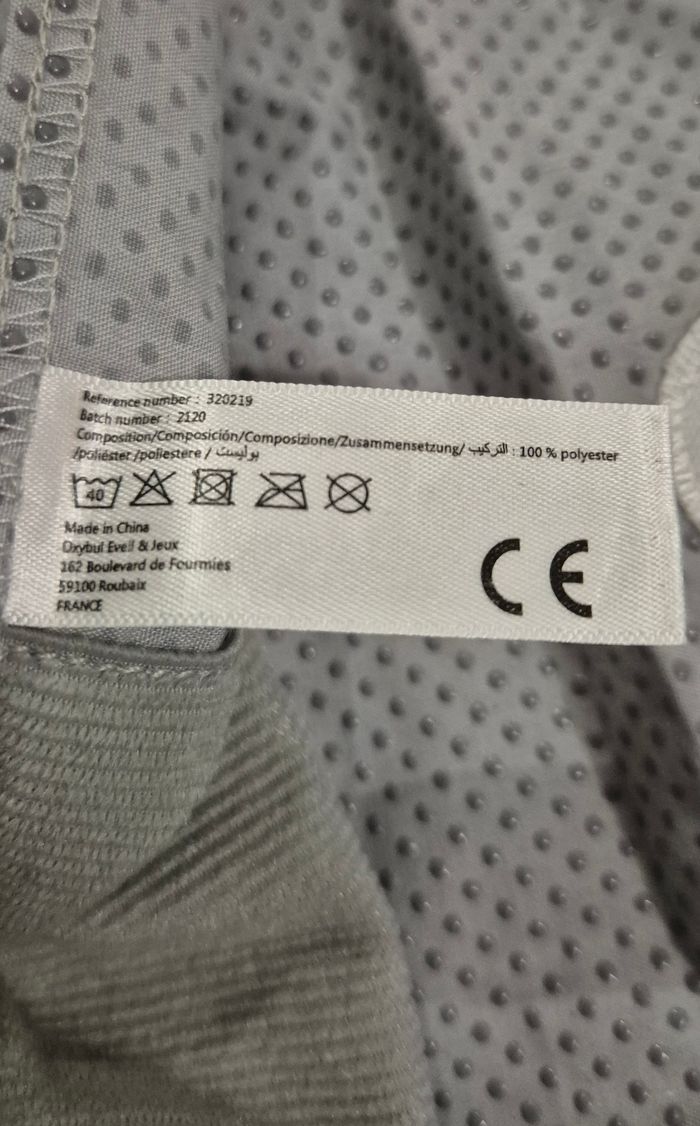 Reference number : 320219
Batch number : 2120
Composition/Composición/Composizione/Zusammensetzung/ التركيب : 100 % polyester
/poliéster /poliestere / بوليستر
40
Made in China
Oxybul Eveil & Jeux
162 Boulevard de Fourmies
59100 Roubaix
FRANCE
CE